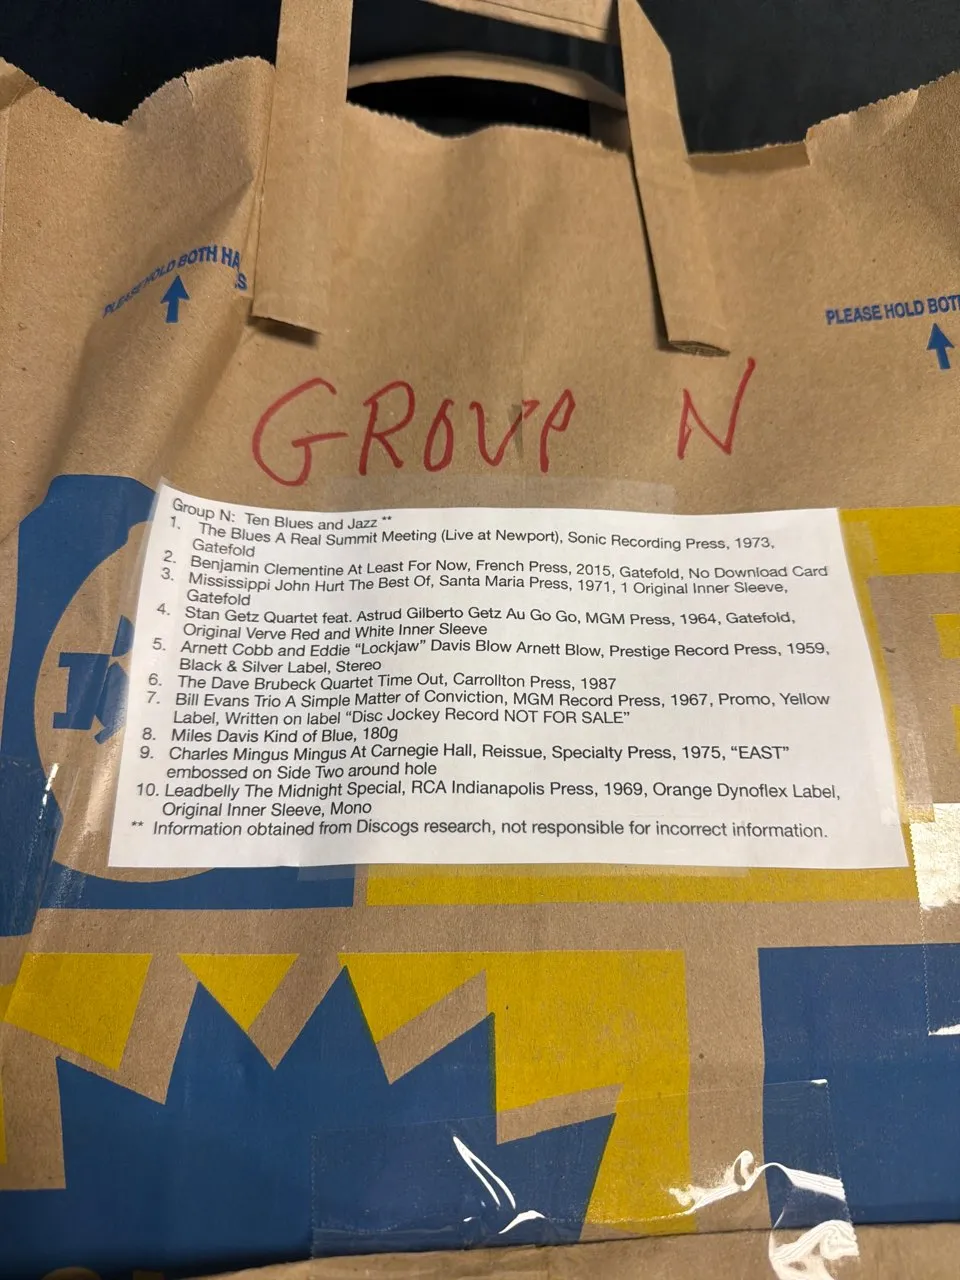 PLEASE HOLD BOTH HA
S
PLEASE HOLD BOT
GROUP N
Group N: Ten Blues and Jazz **
1. The Blues A Real Summit Meeting (Live at Newport), Sonic Recording Press, 1973,
Gatefold
2. Benjamin Clementine At Least For Now, French Press, 2015, Gatefold, No Download Card
3. Mississippi John Hurt The Best Of, Santa Maria Press, 1971, 1 Original Inner Sleeve,
Gatefold
4. Stan Getz Quartet feat. Astrud Gilberto Getz Au Go Go, MGM Press, 1964, Gatefold,
Original Verve Red and White Inner Sleeve
5. Arnett Cobb and Eddie “Lockjaw” Davis Blow Arnett Blow, Prestige Record Press, 1959,
Black & Silver Label, Stereo
6. The Dave Brubeck Quartet Time Out, Carrollton Press, 1987
7. Bill Evans Trio A Simple Matter of Conviction, MGM Record Press, 1967, Promo, Yellow
Label, Written on label “Disc Jockey Record NOT FOR SALE”
8. Miles Davis Kind of Blue, 180g
9. Charles Mingus Mingus At Carnegie Hall, Reissue, Specialty Press, 1975, “EAST”
embossed on Side Two around hole
10. Leadbelly The Midnight Special, RCA Indianapolis Press, 1969, Orange Dynoflex Label,
Original Inner Sleeve, Mono
** Information obtained from Discogs research, not responsible for incorrect information.